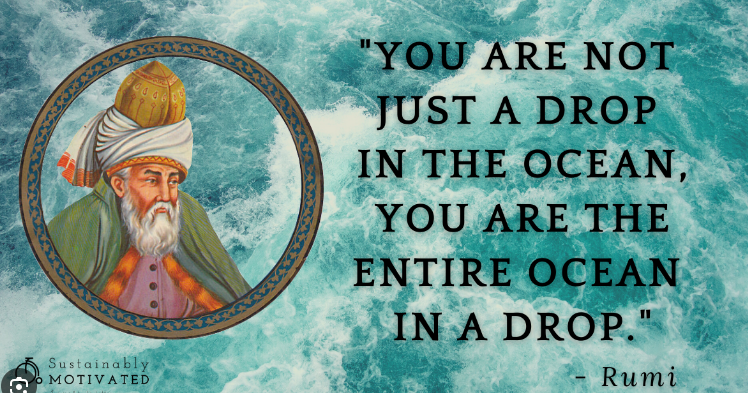 "YOU ARE NOT
JUST A DROP
IN THE OCEAN,
YOU ARE THE
ENTIRE OCEAN
IN A DROP."
- Rumi
Sustainably
MOTIVATED